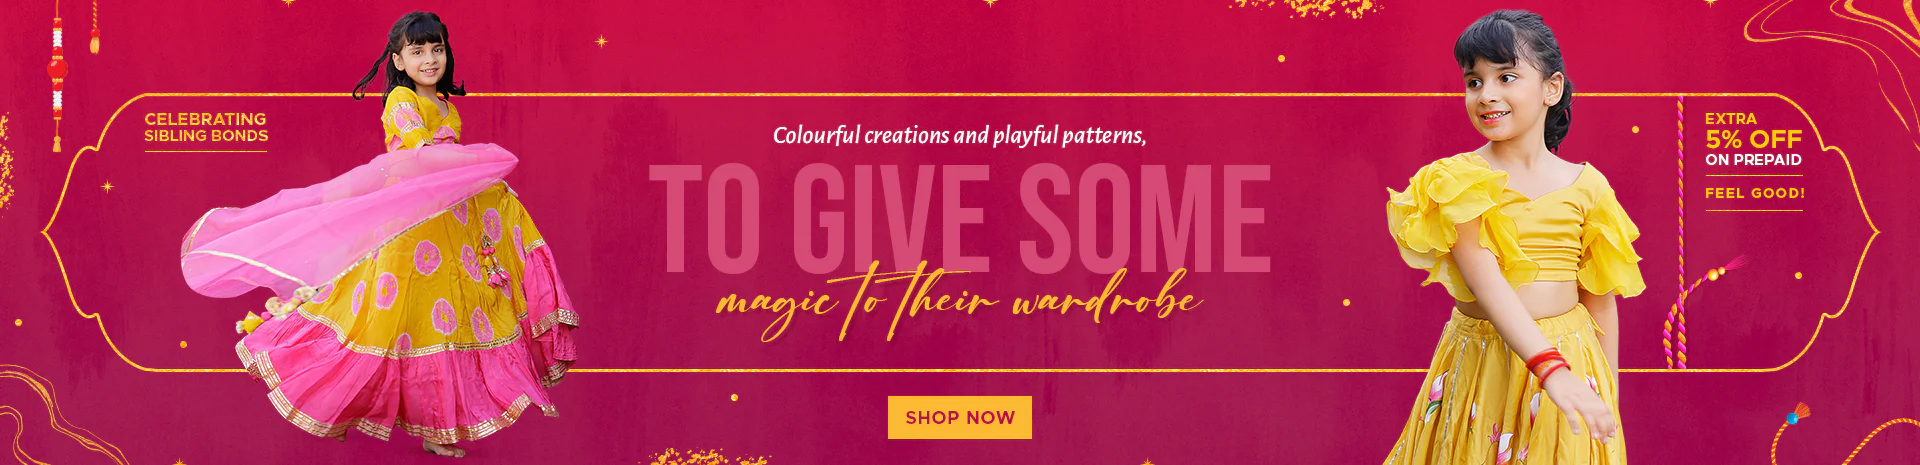 CELEBRATING
SIBLING BONDS
Colourful creations and playful patterns,
TO GIVE SOME
magic to their wardrobe
SHOP NOW
EXTRA
5% OFF
ON PREPAID
FEEL GOOD!